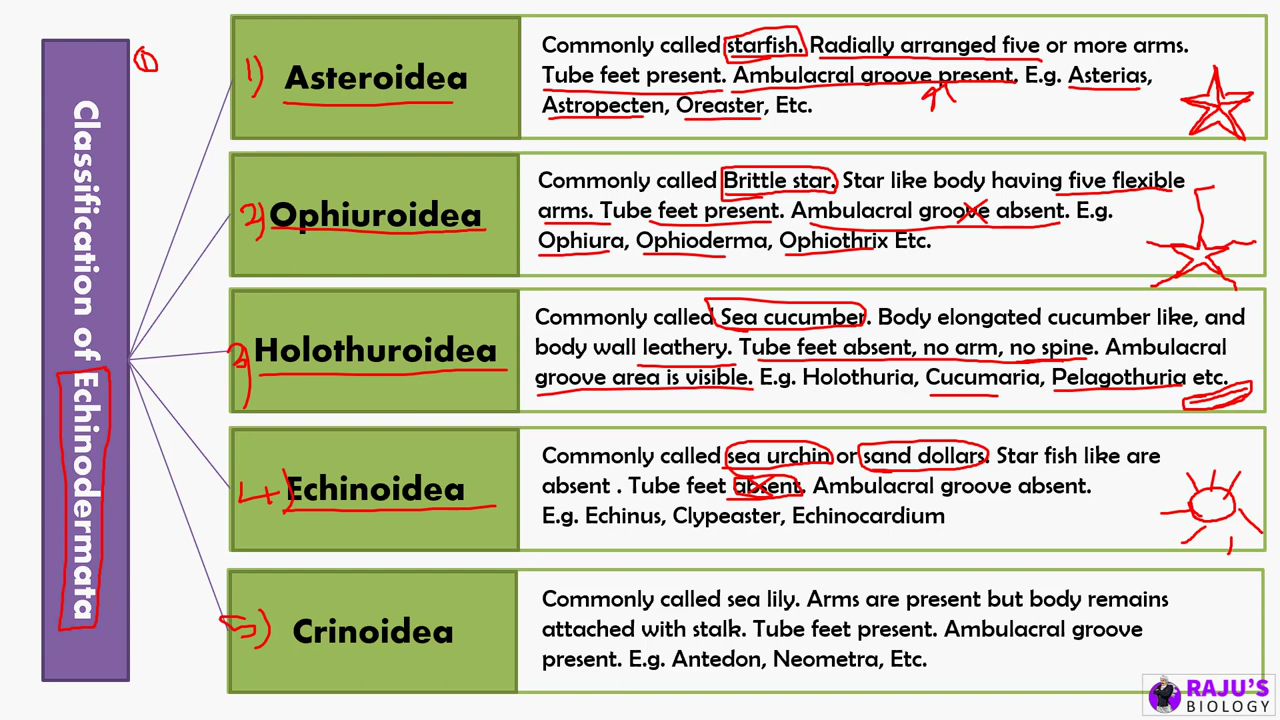 Classification of Echinodermata
①
1)
Asteroidea
Commonly called starfish. Radially arranged five or more arms.
Tube feet present. Ambulacral groove present. E.g. Asterias,
Astropecten, Oreaster, Etc.
2)
Ophiuroidea
Commonly called Brittle star. Star like body having five flexible
arms. Tube feet present. Ambulacral groove absent. E.g.
Ophiura, Ophioderma, Ophiothrix Etc.
3)
Holothuroidea
Commonly called Sea cucumber. Body elongated cucumber like, and
body wall leathery. Tube feet absent, no arm, no spine. Ambulacral
groove area is visible. E.g. Holothuria, Cucumaria, Pelagothuria etc.
4)
Echinoidea
Commonly called sea urchin or sand dollars. Star fish like are
absent . Tube feet absent. Ambulacral groove absent.
E.g. Echinus, Clypeaster, Echinocardium
5)
Crinoidea
Commonly called sea lily. Arms are present but body remains
attached with stalk. Tube feet present. Ambulacral groove
present. E.g. Antedon, Neometra, Etc.
RAJU'S
BIOLOGY